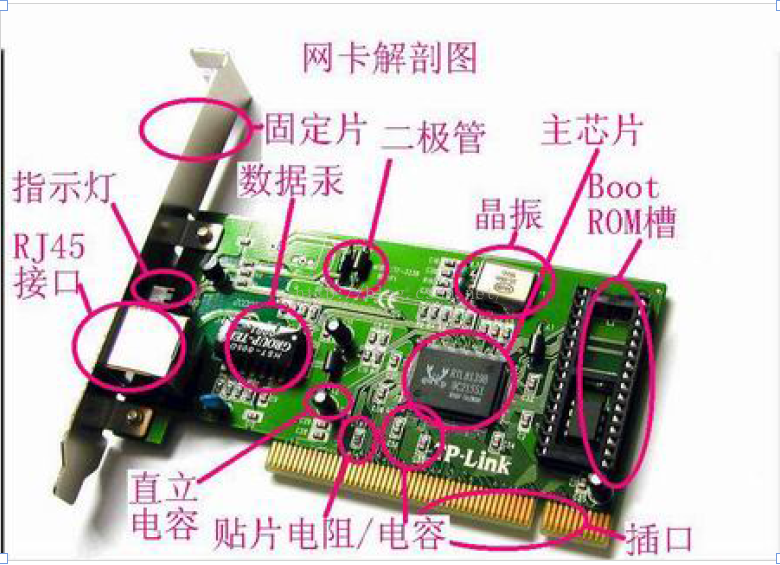 网卡解剖图
固定片
二极管
主芯片
指示灯
数据汞
晶振
Boot
ROM槽
RJ45
接口
GROUP-TE
RTL8139D
TP-Link
直立
电容
贴片电阻/电容
插口